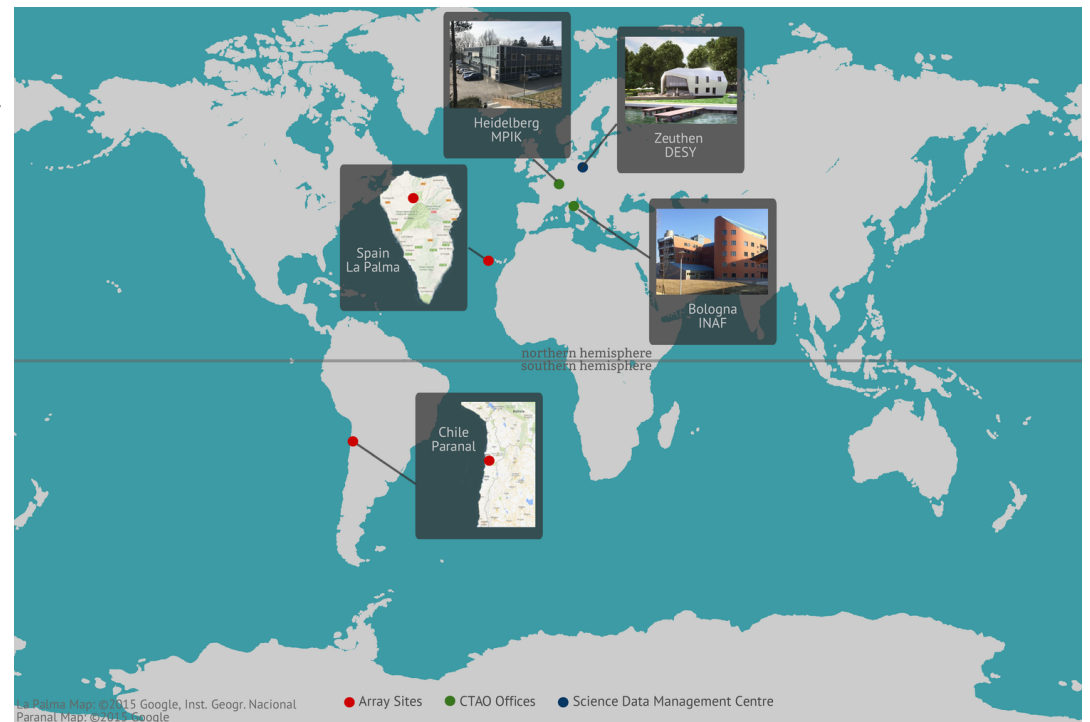 Heidelberg
MPIK
Zeuthen
DESY
Spain
La Palma
Bologna
INAF
northern hemisphere
southern hemisphere
Chile
Paranal
La Palma Map: ©2015 Google, Inst. Geogr. Nacional
Paranal Map: ©2015 Google
Array Sites
CTAO Offices
Science Data Management Centre